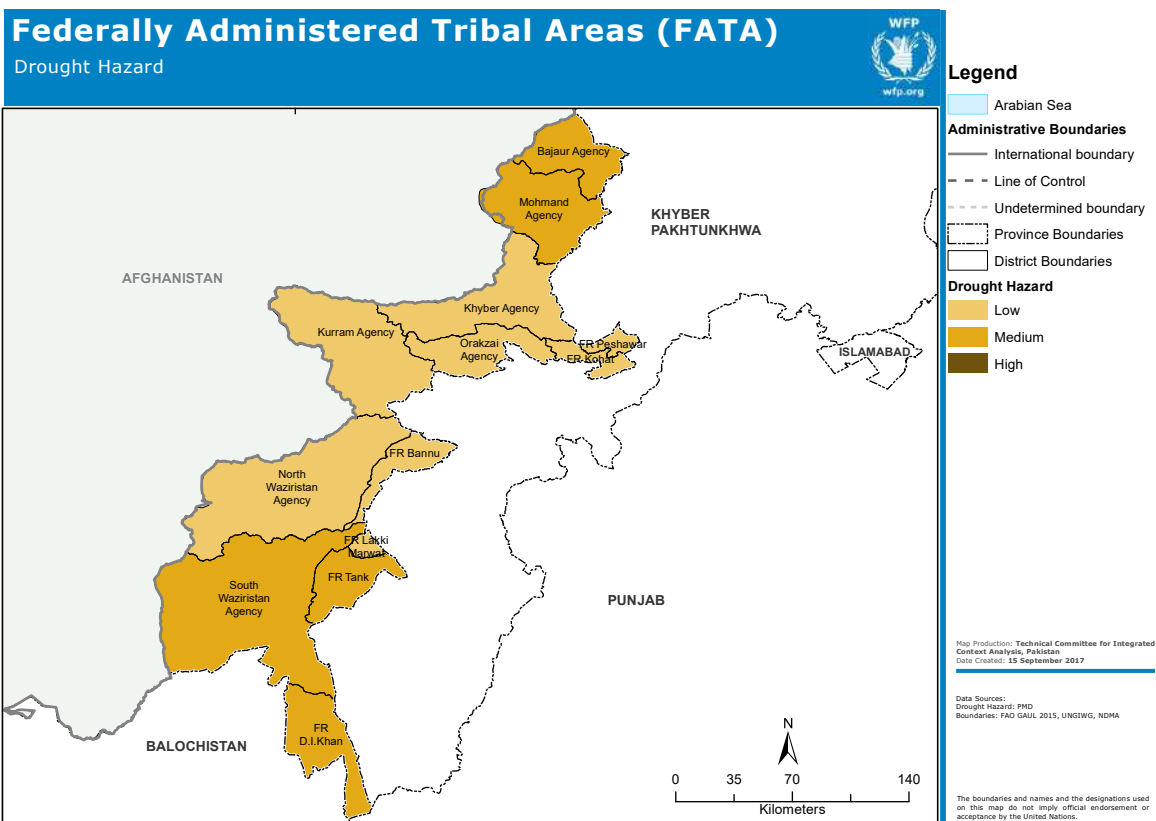 Federally Administered Tribal Areas (FATA)
Drought Hazard
WFP
wfp.org
Legend
Arabian Sea
Administrative Boundaries
International boundary
Line of Control
Undetermined boundary
Province Boundaries
District Boundaries
Drought Hazard
Low
Medium
High
Bajaur Agency
Mohmand
Agency
KHYBER
PAKHTUNKHWA
AFGHANISTAN
Khyber Agency
Kurram Agency
Orakzai
Agency
FR Peshawar
FR Kohat
ISLAMABAD
FR Bannu
North
Waziristan
Agency
FR Lakki
Marwat
FR Tank
South
Waziristan
Agency
PUNJAB
FR
D.I.Khan
BALOCHISTAN
N
0 35 70 140
Kilometers
Map Production: Technical Committee for Integrated
Context Analysis, Pakistan
Date Created: 15 September 2017
Data Sources:
Drought Hazard: PMD
Boundaries: FAO GAUL 2015, UNGIWG, NDMA
The boundaries and names and the designations used
on this map do not imply official endorsement or
acceptance by the United Nations.